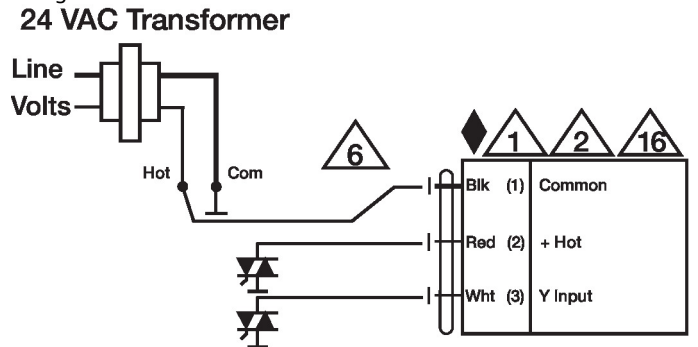 24 VAC Transformer
Line
Volts
Hot
Com
6
1
2
16
Blk (1) Common
Red (2) + Hot
Wht (3) Y Input